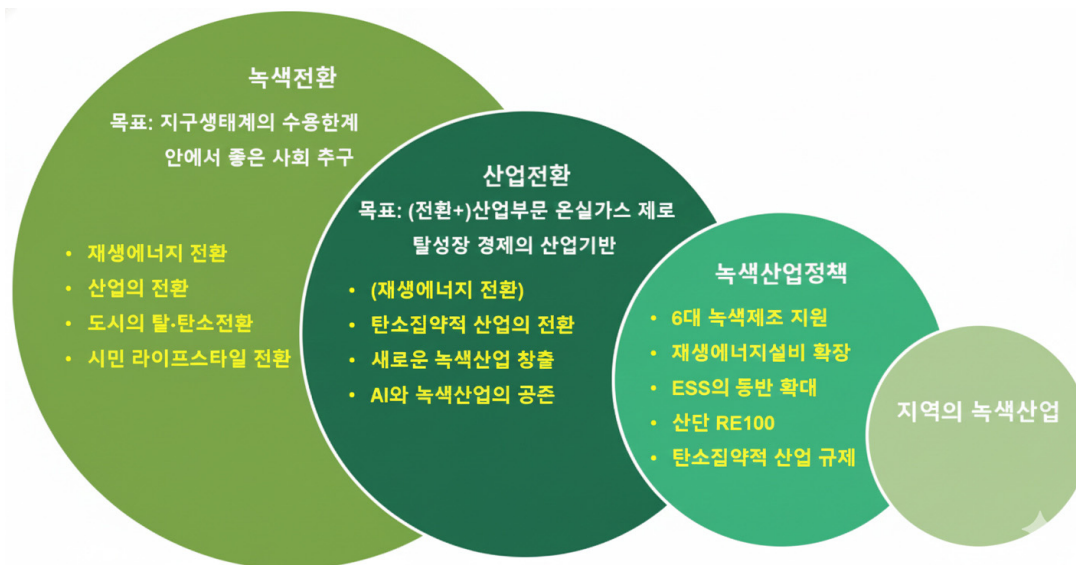 녹색전환
목표: 지구생태계의 수용한계
안에서 좋은 사회 추구
• 재생에너지 전환
• 산업의 전환
• 도시의 탈·탄소전환
• 시민 라이프스타일 전환
산업전환
목표: (전환+)산업부문 온실가스 제로
탈성장 경제의 산업기반
• (재생에너지 전환)
• 탄소집약적 산업의 전환
• 새로운 녹색산업 창출
• AI와 녹색산업의 공존
녹색산업정책
• 6대 녹색제조 지원
• 재생에너지설비 확장
• ESS의 동반 확대
• 산단 RE100
• 탄소집약적 산업 규제
지역의 녹색산업